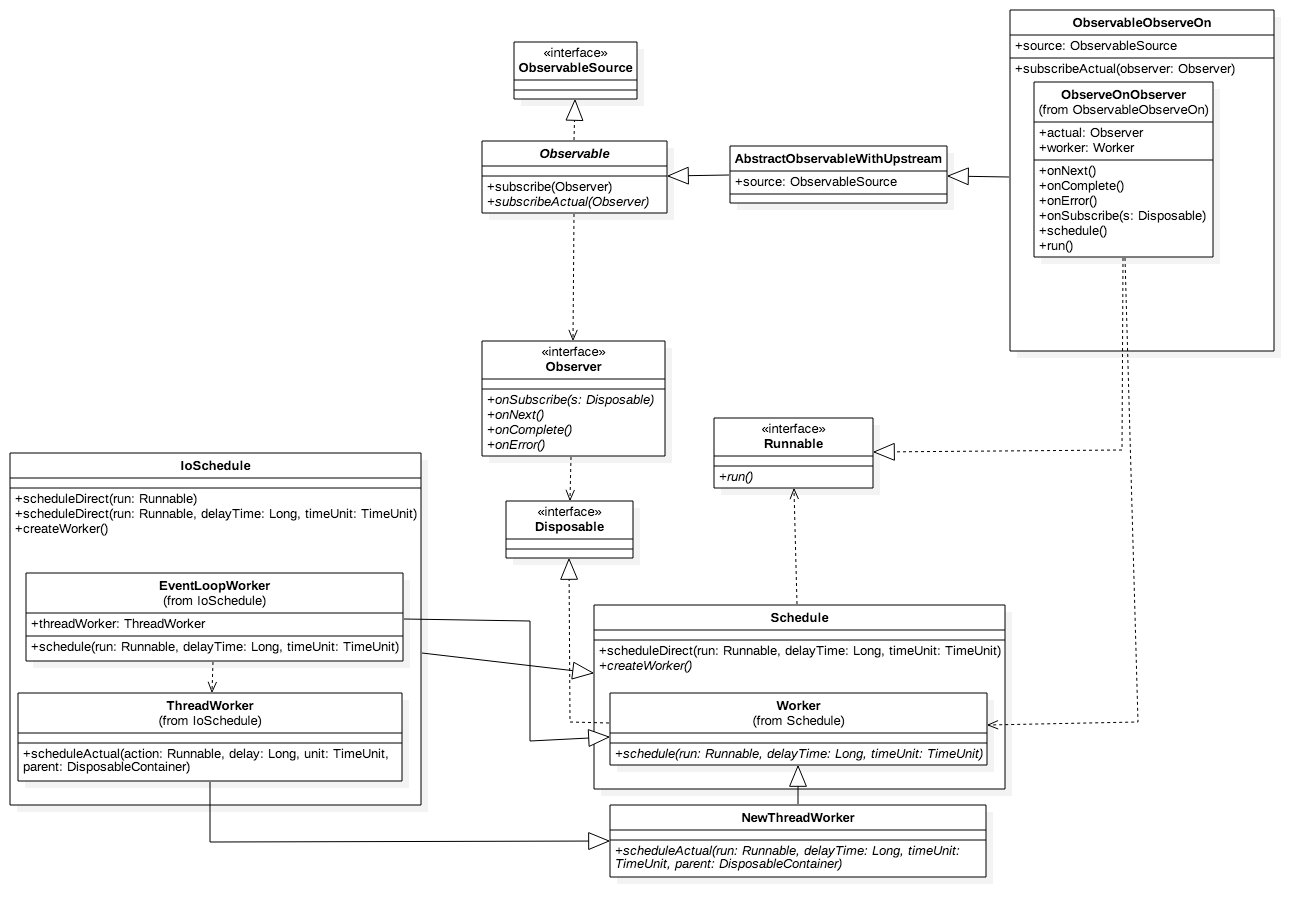 ObservableObserveOn
+source: ObservableSource
+subscribeActual(observer: Observer)
ObserveOnObserver
(from ObservableObserveOn)
+actual: Observer
+worker: Worker
+onNext()
+onComplete()
+onError()
+onSubscribe(s: Disposable)
+schedule()
+run()
«interface»
ObservableSource
Observable
+subscribe(Observer)
+subscribeActual(Observer)
AbstractObservableWithUpstream
+source: ObservableSource
«interface»
Observer
+onSubscribe(s: Disposable)
+onNext()
+onComplete()
+onError()
«interface»
Runnable
+run()
«interface»
Disposable
IoSchedule
+scheduleDirect(run: Runnable)
+scheduleDirect(run: Runnable, delayTime: Long, timeUnit: TimeUnit)
+createWorker()
EventLoopWorker
(from IoSchedule)
+threadWorker: ThreadWorker
+schedule(run: Runnable, delayTime: Long, timeUnit: TimeUnit)
ThreadWorker
(from IoSchedule)
+scheduleActual(action: Runnable, delay: Long, unit: TimeUnit,
parent: DisposableContainer)
Schedule
+scheduleDirect(run: Runnable, delayTime: Long, timeUnit: TimeUnit)
+createWorker()
Worker
(from Schedule)
+schedule(run: Runnable, delayTime: Long, timeUnit: TimeUnit)
NewThreadWorker
+scheduleActual(run: Runnable, delayTime: Long, timeUnit:
TimeUnit, parent: DisposableContainer)